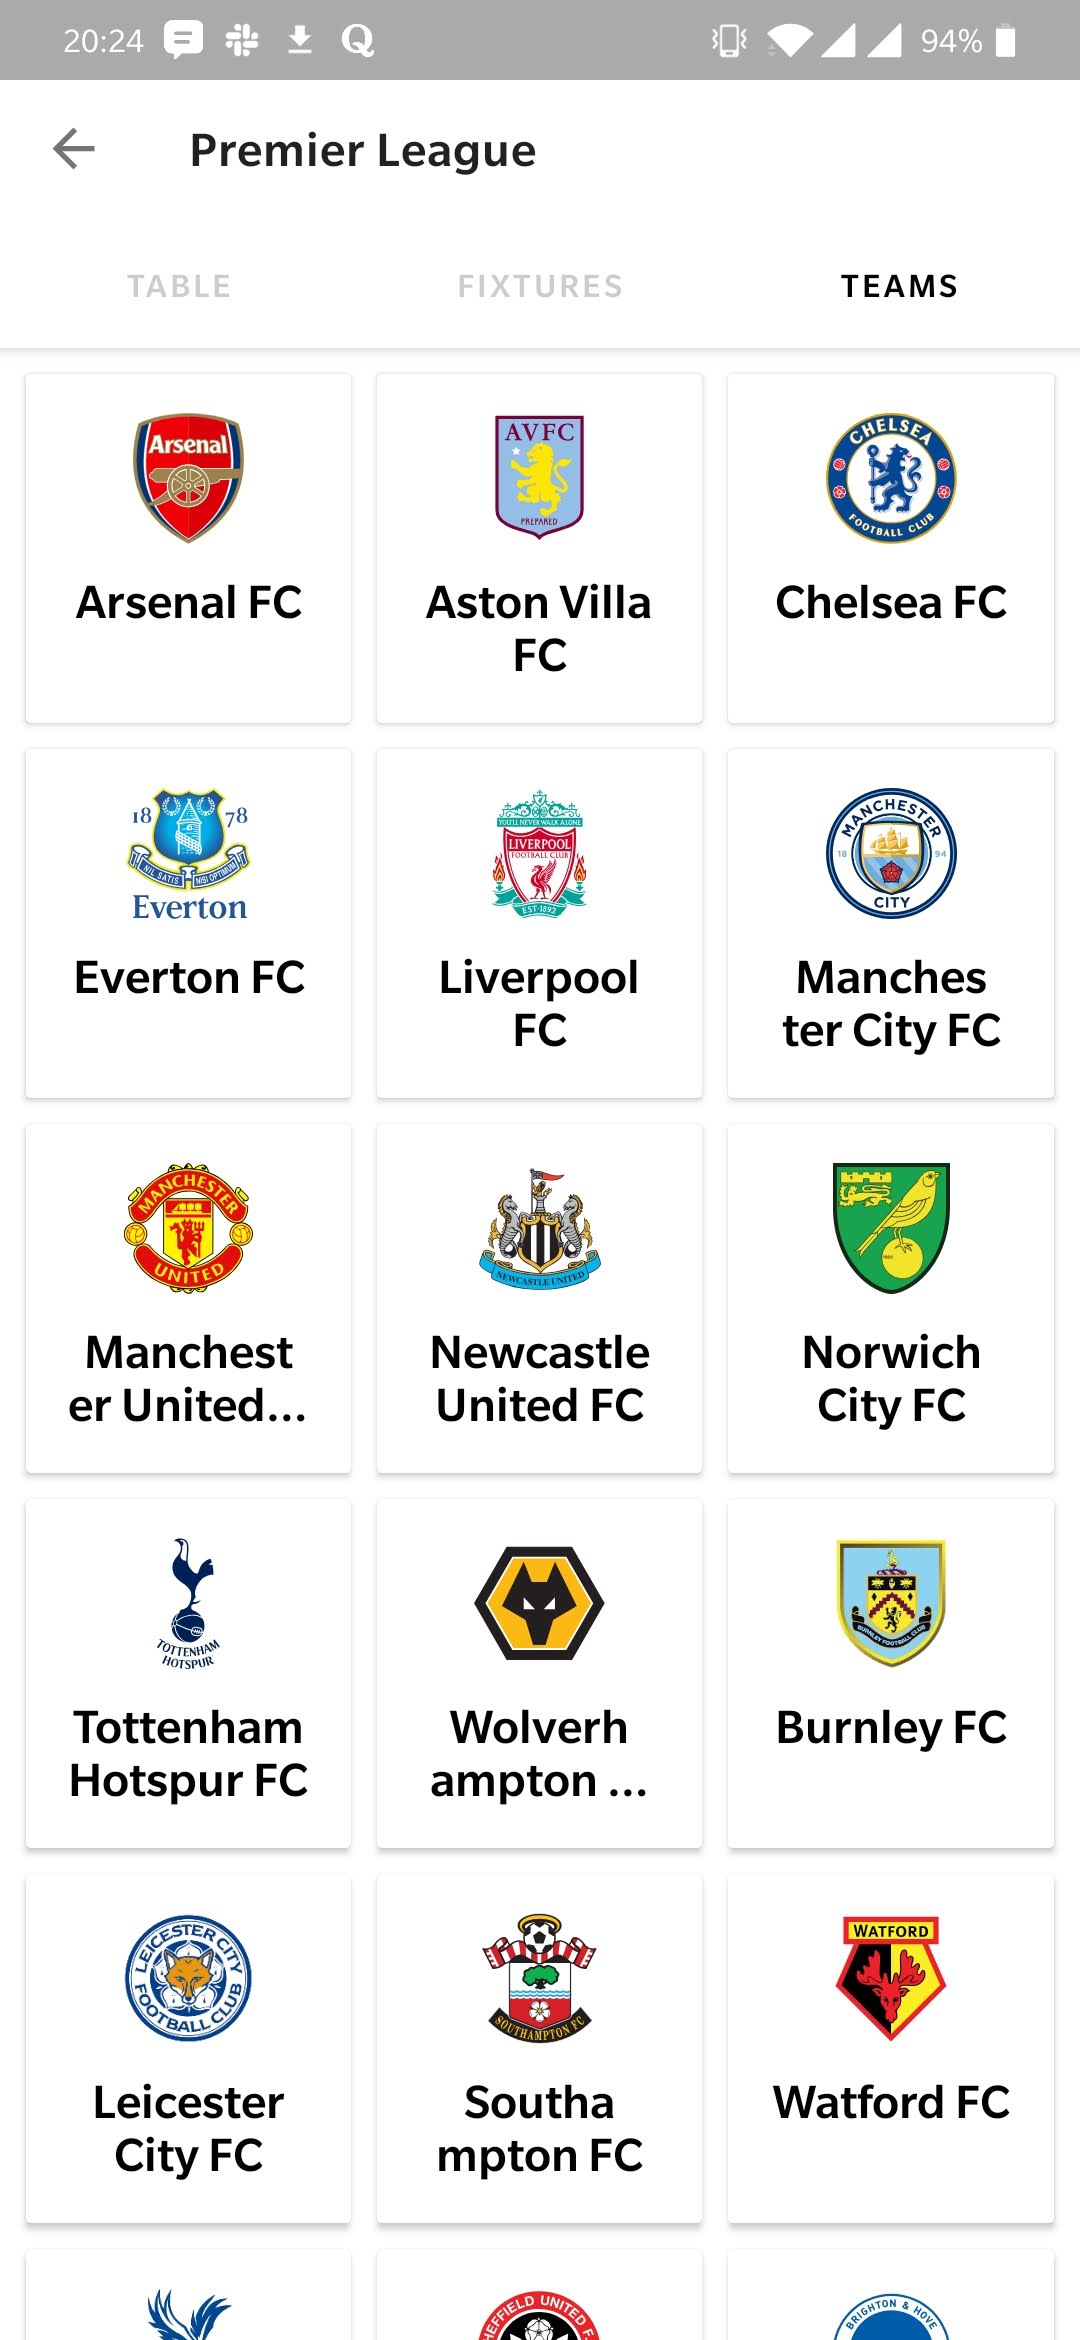 20:24
94%
Premier League
TABLE FIXTURES TEAMS
Arsenal
AVFC
PREPARED
CHELSEA
FOOTBALL CLUB
Arsenal FC
Aston Villa
FC
Chelsea FC
18 78
NIL SATIS NISI OPTIMUM
Everton
YOU'LL NEVER WALK ALONE
LIVERPOOL
FOOTBALL CLUB
EST·1892
MANCHESTER
18 94
CITY
Everton FC
Liverpool
FC
Manches
ter City FC
MANCHESTER
UNITED
NEWCASTLE UNITED
Manchest
er United...
Newcastle
United FC
Norwich
City FC
TOTTENHAM
HOTSPUR
BURNLEY FOOTBALL CLUB
Tottenham
Hotspur FC
Wolverh
ampton ...
Burnley FC
LEICESTER CITY
FOOTBALL CLUB
SOUTHAMPTON FC
WATFORD
Leicester
City FC
Southa
mpton FC
Watford FC
BRIGHTON & HOVE